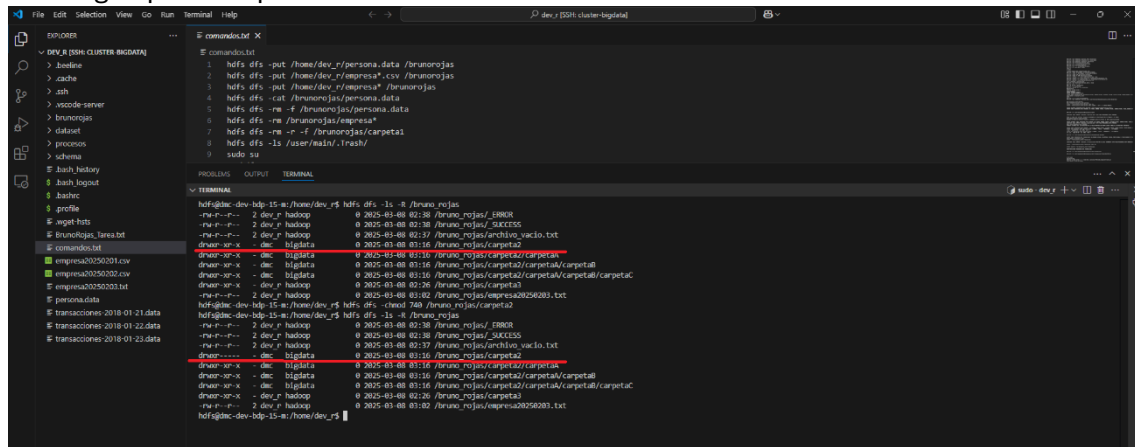 File Edit Selection View Go Run Terminal Help
dev_r [SSH: cluster-bigdata]
EXPLORER
DEV_R [SSH: CLUSTER-BIGDATA]
.beeline
.cache
.ssh
.vscode-server
brunorojas
dataset
procesos
schema
.bash_history
$ .bash_logout
$ .bashrc
$ .profile
.wget-hsts
BrunoRojas_Tarea.txt
comandos.txt
empresa20250201.csv
empresa20250202.csv
empresa20250203.txt
persona.data
transacciones-2018-01-21.data
transacciones-2018-01-22.data
transacciones-2018-01-23.data
comandos.txt X
comandos.txt
1 hdfs dfs -put /home/dev_r/persona.data /brunorojas
2 hdfs dfs -put /home/dev_r/empresa*.csv /brunorojas
3 hdfs dfs -put /home/dev_r/empresa* /brunorojas
4 hdfs dfs -cat /brunorojas/persona.data
5 hdfs dfs -rm -f /brunorojas/persona.data
6 hdfs dfs -rm /brunorojas/empresa*
7 hdfs dfs -rm -r -f /brunorojas/carpeta1
8 hdfs dfs -ls /user/main/.Trash/
9 sudo su
PROBLEMS OUTPUT TERMINAL
TERMINAL
sudo - dev_r
hdfs@dmc-dev-bdp-15-m:/home/dev_r$ hdfs dfs -ls -R /bruno_rojas
-rw-r--r-- 2 dev_r hadoop 0 2025-03-08 02:38 /bruno_rojas/_ERROR
-rw-r--r-- 2 dev_r hadoop 0 2025-03-08 02:38 /bruno_rojas/_SUCCESS
-rw-r--r-- 2 dev_r hadoop 0 2025-03-08 02:37 /bruno_rojas/archivo_vacio.txt
drwxr-xr-x - dmc bigdata 0 2025-03-08 03:16 /bruno_rojas/carpeta2
drwxr-xr-x - dmc bigdata 0 2025-03-08 03:16 /bruno_rojas/carpeta2/carpetaA
drwxr-xr-x - dmc bigdata 0 2025-03-08 03:16 /bruno_rojas/carpeta2/carpetaA/carpetaB
drwxr-xr-x - dmc bigdata 0 2025-03-08 03:16 /bruno_rojas/carpeta2/carpetaA/carpetaB/carpetaC
drwxr-xr-x - dev_r hadoop 0 2025-03-08 02:26 /bruno_rojas/carpeta3
-rw-r--r-- 2 dev_r hadoop 0 2025-03-08 03:02 /bruno_rojas/empresa20250203.txt
hdfs@dmc-dev-bdp-15-m:/home/dev_r$ hdfs dfs -chmod 740 /bruno_rojas/carpeta2
hdfs@dmc-dev-bdp-15-m:/home/dev_r$ hdfs dfs -ls -R /bruno_rojas
-rw-r--r-- 2 dev_r hadoop 0 2025-03-08 02:38 /bruno_rojas/_ERROR
-rw-r--r-- 2 dev_r hadoop 0 2025-03-08 02:38 /bruno_rojas/_SUCCESS
-rw-r--r-- 2 dev_r hadoop 0 2025-03-08 02:37 /bruno_rojas/archivo_vacio.txt
drwxr----- - dmc bigdata 0 2025-03-08 03:16 /bruno_rojas/carpeta2
drwxr-xr-x - dmc bigdata 0 2025-03-08 03:16 /bruno_rojas/carpeta2/carpetaA
drwxr-xr-x - dmc bigdata 0 2025-03-08 03:16 /bruno_rojas/carpeta2/carpetaA/carpetaB
drwxr-xr-x - dmc bigdata 0 2025-03-08 03:16 /bruno_rojas/carpeta2/carpetaA/carpetaB/carpetaC
drwxr-xr-x - dev_r hadoop 0 2025-03-08 02:26 /bruno_rojas/carpeta3
-rw-r--r-- 2 dev_r hadoop 0 2025-03-08 03:02 /bruno_rojas/empresa20250203.txt
hdfs@dmc-dev-bdp-15-m:/home/dev_r$